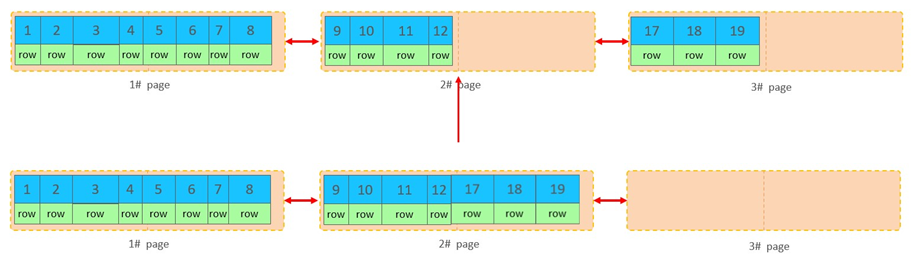 1 2 3 4 5 6 7 8
row row row row row row row row
1# page
9 10 11 12
row row row row
2# page
17 18 19
row row row
3# page
1 2 3 4 5 6 7 8
row row row row row row row row
1# page
9 10 11 12 17 18 19
row row row row row row row
2# page
3# page